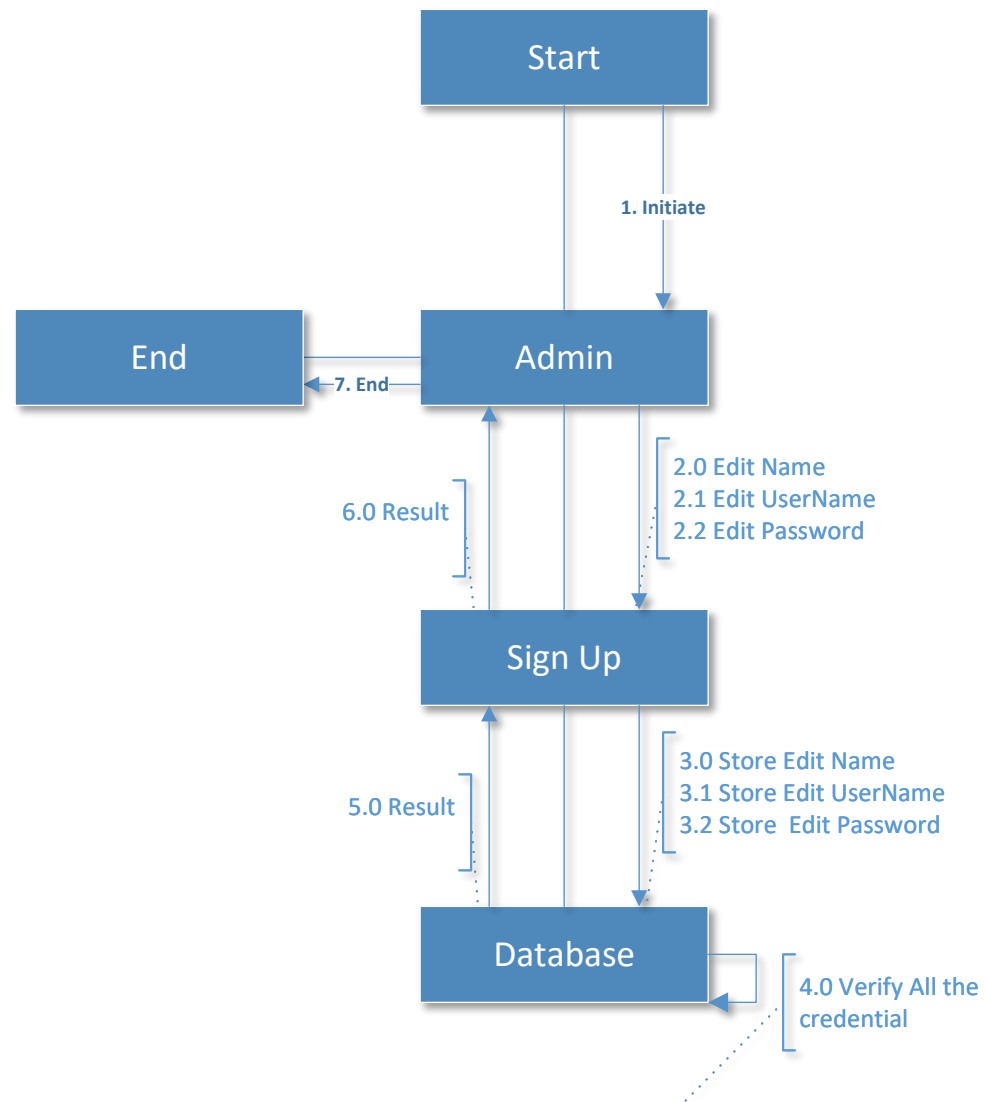 Start
1. Initiate
End
Admin
7. End
2.0 Edit Name
2.1 Edit UserName
2.2 Edit Password
6.0 Result
Sign Up
3.0 Store Edit Name
3.1 Store Edit UserName
3.2 Store  Edit Password
5.0 Result
Database
4.0 Verify All the
credential